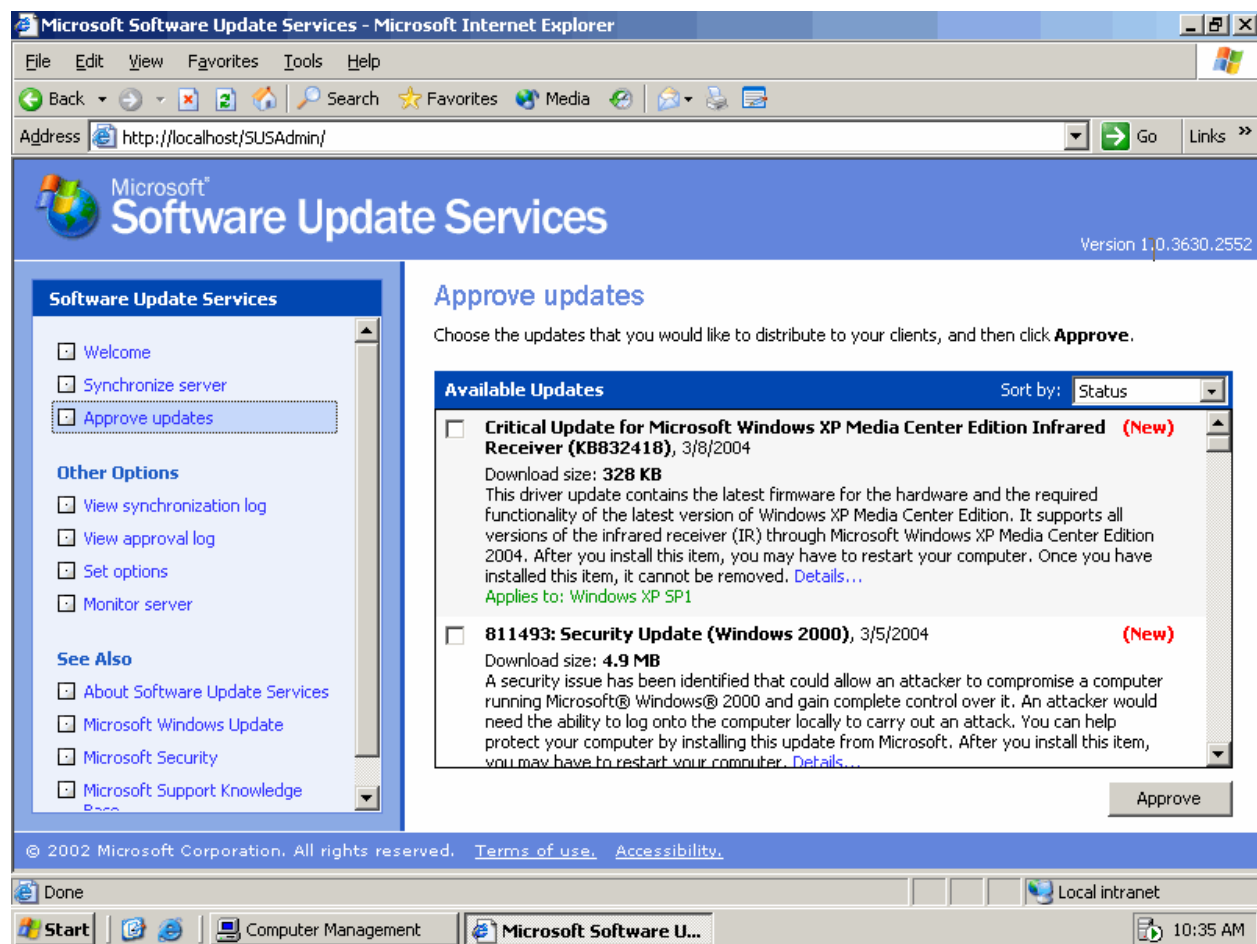 Microsoft Software Update Services - Microsoft Internet Explorer
File Edit View Favorites Tools Help
Back Search Favorites Media
Address http://localhost/SUSAdmin/ Go Links »
Microsoft®
Software Update Services
Version 1.0.3630.2552
Software Update Services
Welcome
Synchronize server
Approve updates
Other Options
View synchronization log
View approval log
Set options
Monitor server
See Also
About Software Update Services
Microsoft Windows Update
Microsoft Security
Microsoft Support Knowledge
Base
Approve updates
Choose the updates that you would like to distribute to your clients, and then click Approve.
Available Updates Sort by: Status
Critical Update for Microsoft Windows XP Media Center Edition Infrared (New)
Receiver (KB832418), 3/8/2004
Download size: 328 KB
This driver update contains the latest firmware for the hardware and the required
functionality of the latest version of Windows XP Media Center Edition. It supports all
versions of the infrared receiver (IR) through Microsoft Windows XP Media Center Edition
2004. After you install this item, you may have to restart your computer. Once you have
installed this item, it cannot be removed. Details...
Applies to: Windows XP SP1
811493: Security Update (Windows 2000), 3/5/2004 (New)
Download size: 4.9 MB
A security issue has been identified that could allow an attacker to compromise a computer
running Microsoft® Windows® 2000 and gain complete control over it. An attacker would
need the ability to log onto the computer locally to carry out an attack. You can help
protect your computer by installing this update from Microsoft. After you install this item,
you may have to restart your computer. Details...
Approve
© 2002 Microsoft Corporation. All rights reserved. Terms of use. Accessibility.
Done Local intranet
Start Computer Management Microsoft Software U... 10:35 AM